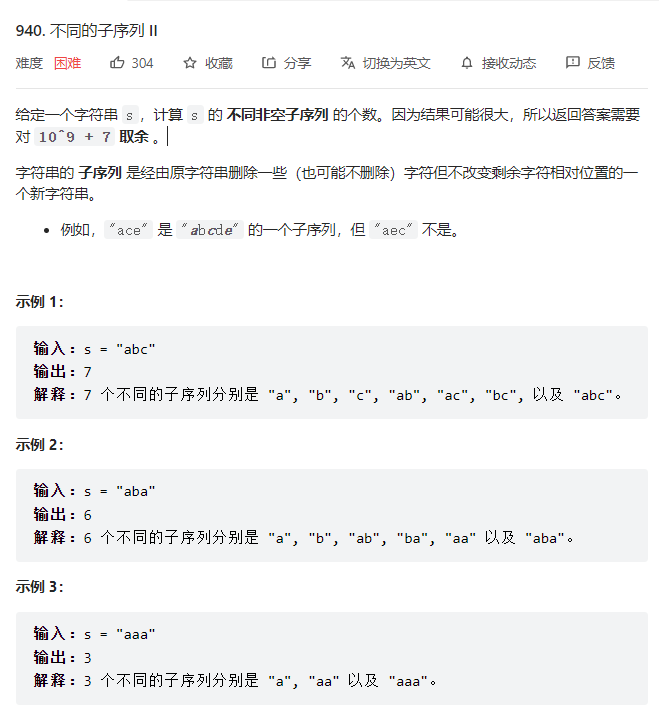 940. 不同的子序列 II
难度 困难 304 收藏 分享 切换为英文 接收动态 反馈
给定一个字符串 s，计算 s 的 不同非空子序列 的个数。因为结果可能很大，所以返回答案需要
对 10^9 + 7 取余 。
字符串的 子序列 是经由原字符串删除一些（也可能不删除）字符但不改变剩余字符相对位置的一
个新字符串。
• 例如，"ace" 是 "abcde" 的一个子序列，但 "aec" 不是。
示例 1：
输入：s = "abc"
输出：7
解释：7 个不同的子序列分别是 "a", "b", "c", "ab", "ac", "bc", 以及 "abc"。
示例 2：
输入：s = "aba"
输出：6
解释：6 个不同的子序列分别是 "a", "b", "ab", "ba", "aa" 以及 "aba"。
示例 3：
输入：s = "aaa"
输出：3
解释：3 个不同的子序列分别是 "a", "aa" 以及 "aaa"。